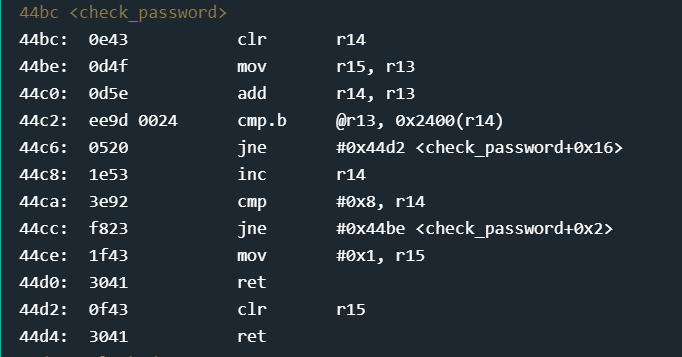 44bc <check_password>
44bc: 0e43 clr r14
44be: 0d4f mov r15, r13
44c0: 0d5e add r14, r13
44c2: ee9d 0024 cmp.b @r13, 0x2400(r14)
44c6: 0520 jne #0x44d2 <check_password+0x16>
44c8: 1e53 inc r14
44ca: 3e92 cmp #0x8, r14
44cc: f823 jne #0x44be <check_password+0x2>
44ce: 1f43 mov #0x1, r15
44d0: 3041 ret
44d2: 0f43 clr r15
44d4: 3041 ret